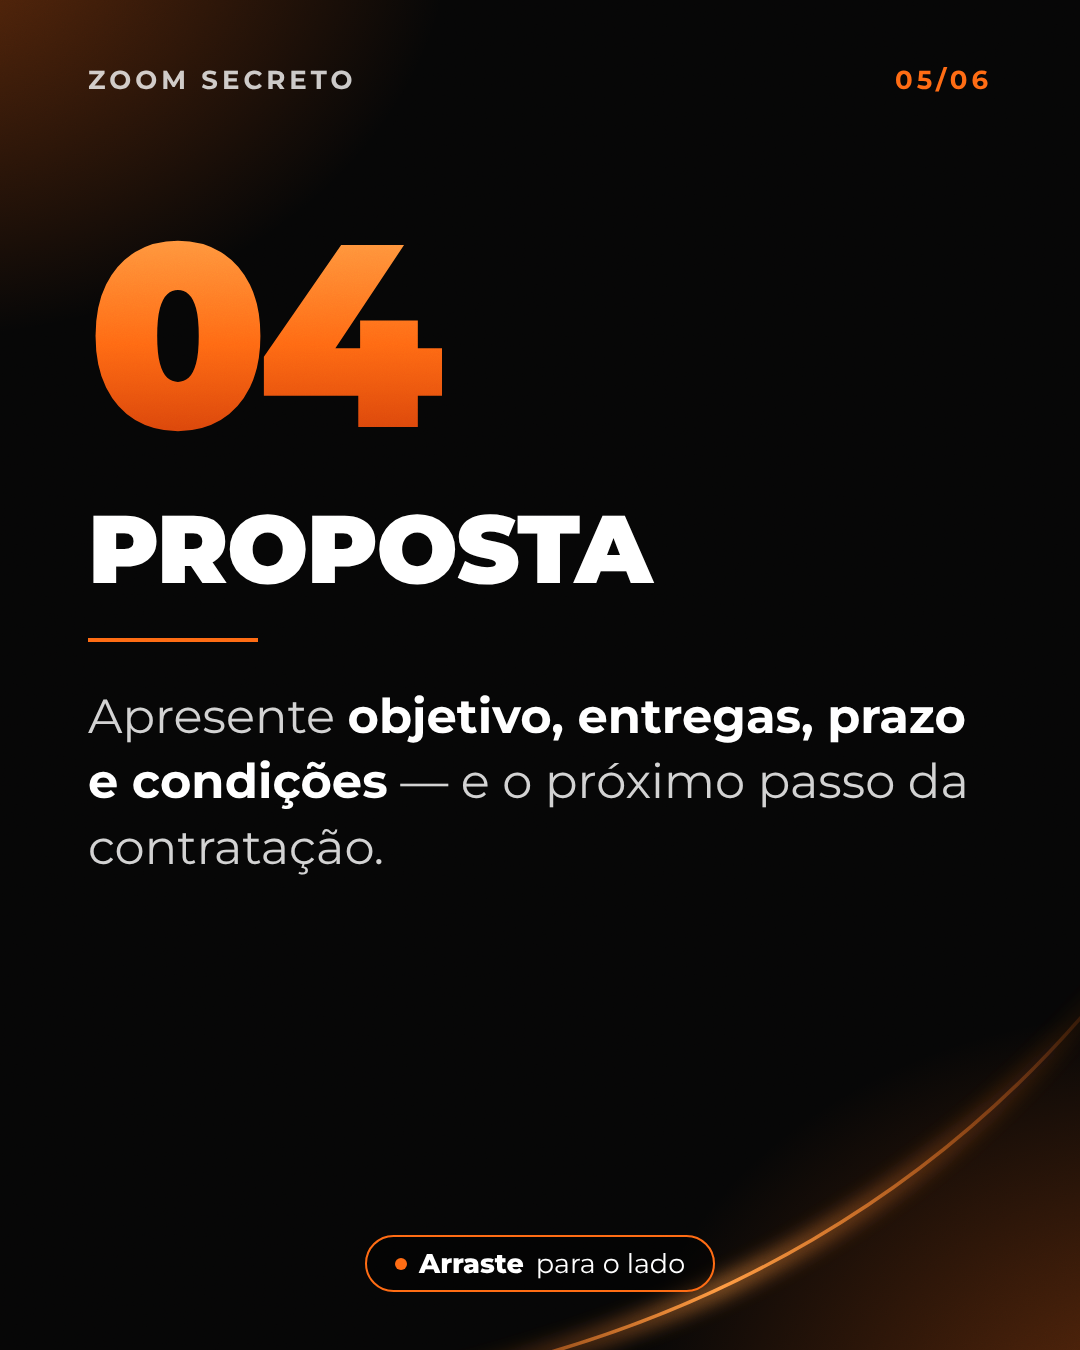 ZOOM SECRETO
05/06
04
PROPOSTA
Apresente objetivo, entregas, prazo
e condições — e o próximo passo da
contratação.
Arraste para o lado